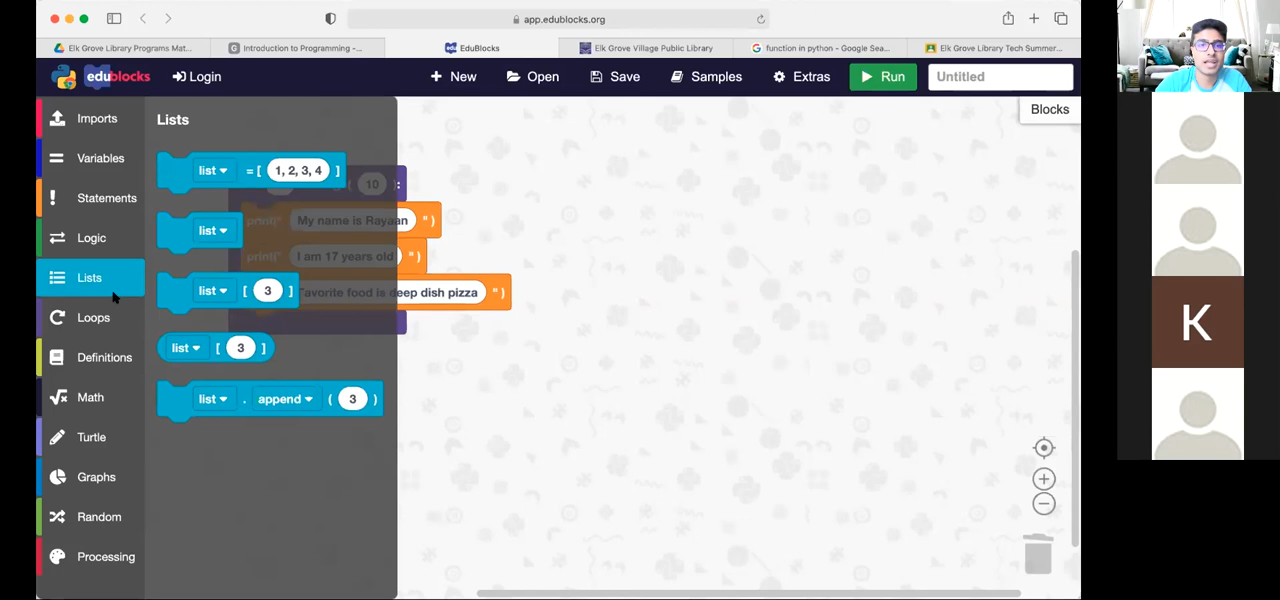 app.edublocks.org
Elk Grove Library Programs Mat...
Introduction to Programming -...
EduBlocks
Elk Grove Village Public Library
function in python - Google Sea...
Elk Grove Library Tech Summer...
edublocks
Login
New
Open
Save
Samples
Extras
Run
Untitled
Blocks
Imports
Variables
Statements
Logic
Lists
Loops
Definitions
Math
Turtle
Graphs
Random
Processing
Lists
list = [ 1, 2, 3, 4 ]
list
list [ 3 ]
list [ 3 ]
list . append ( 3 )
10 :
print(" My name is Rayaan ")
print(" I am 17 years old ")
Favorite food is deep dish pizza ")
K